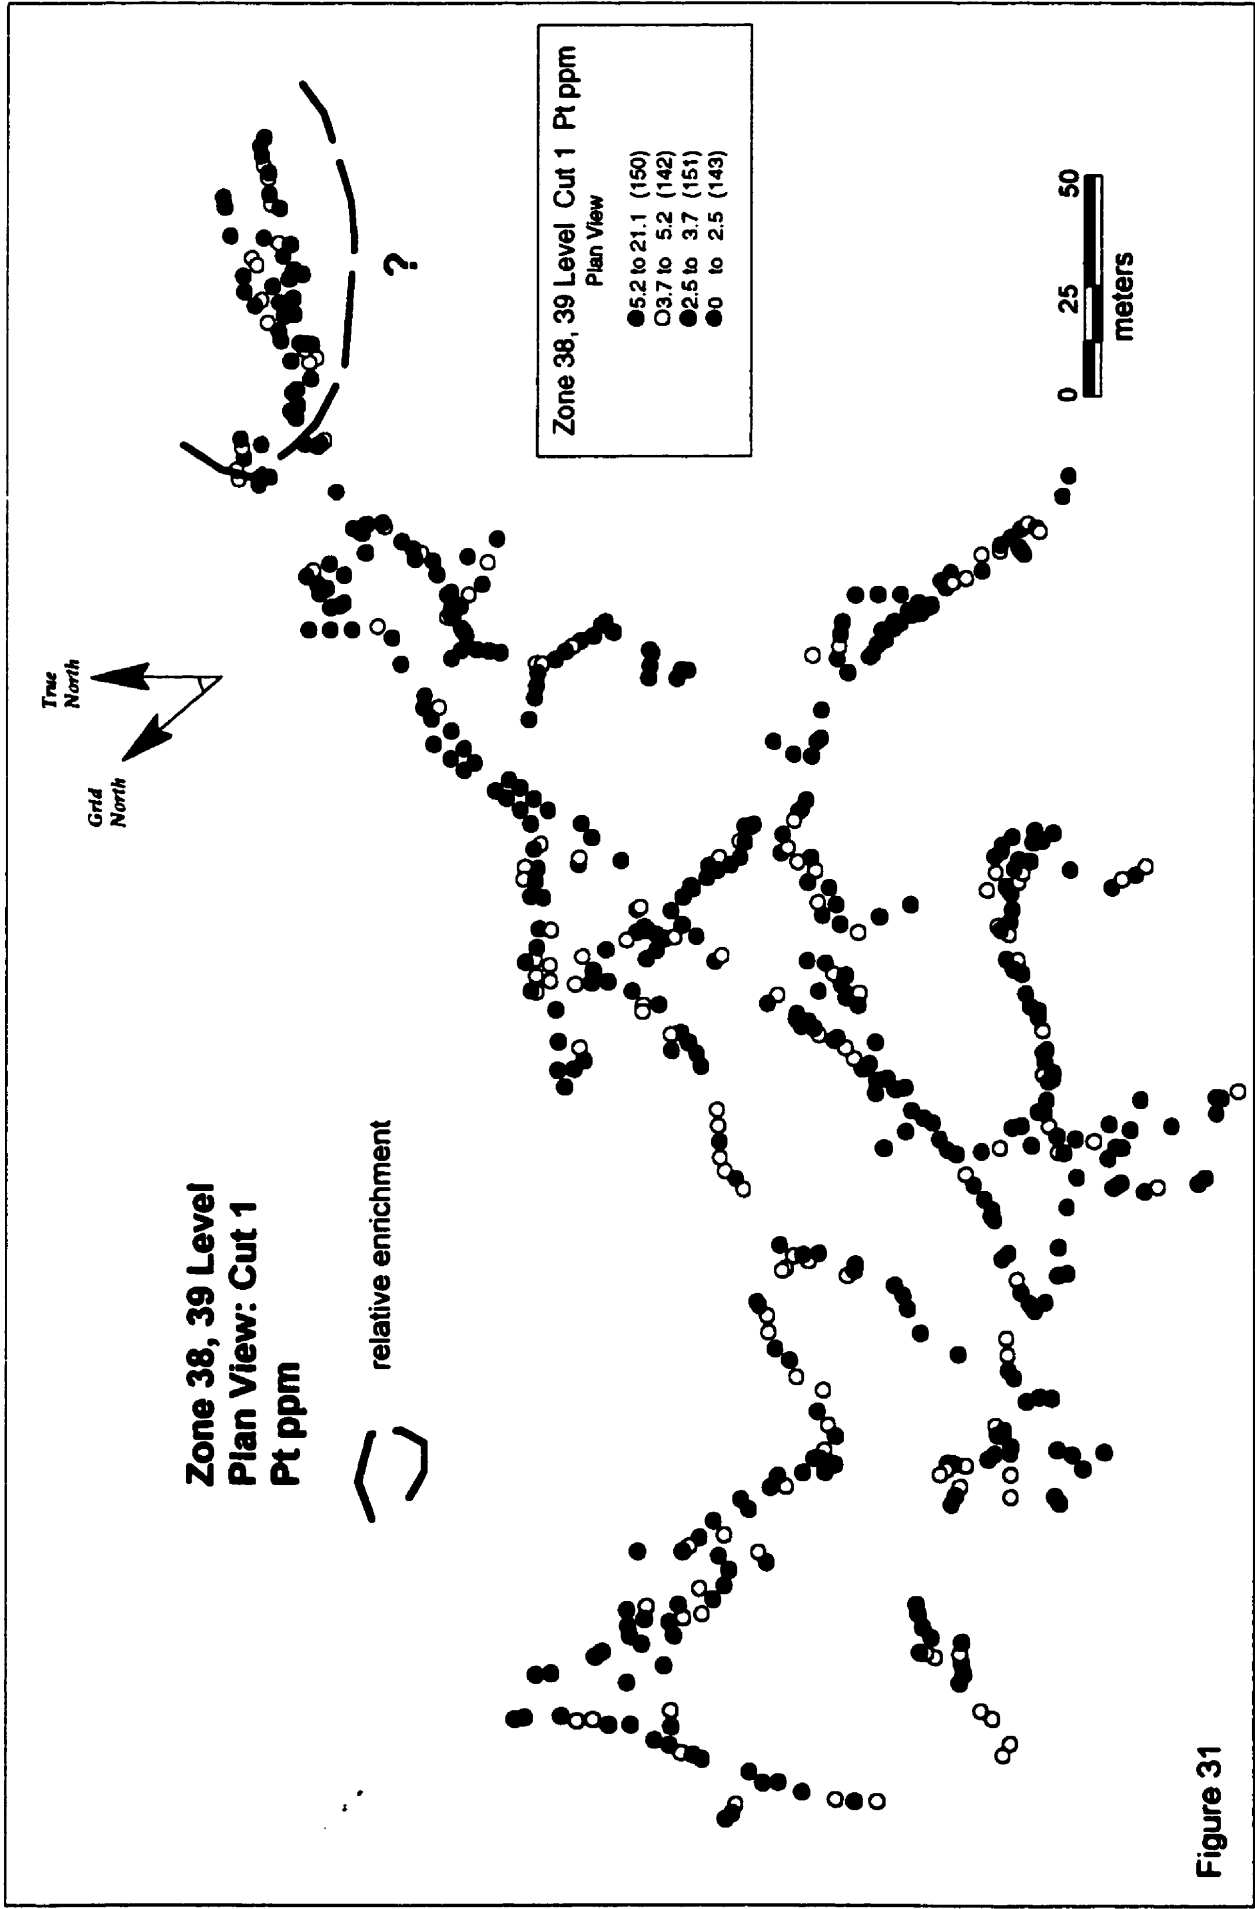 Zone 38, 39 Level
Plan View: Cut 1
Pt ppm
relative enrichment
Grid
North
True
North
?
Zone 38, 39 Level Cut 1 Pt ppm
Plan View
5.2 to 21.1 (150)
3.7 to 5.2 (142)
2.5 to 3.7 (151)
0 to 2.5 (143)
0 25 50
meters
Figure 31